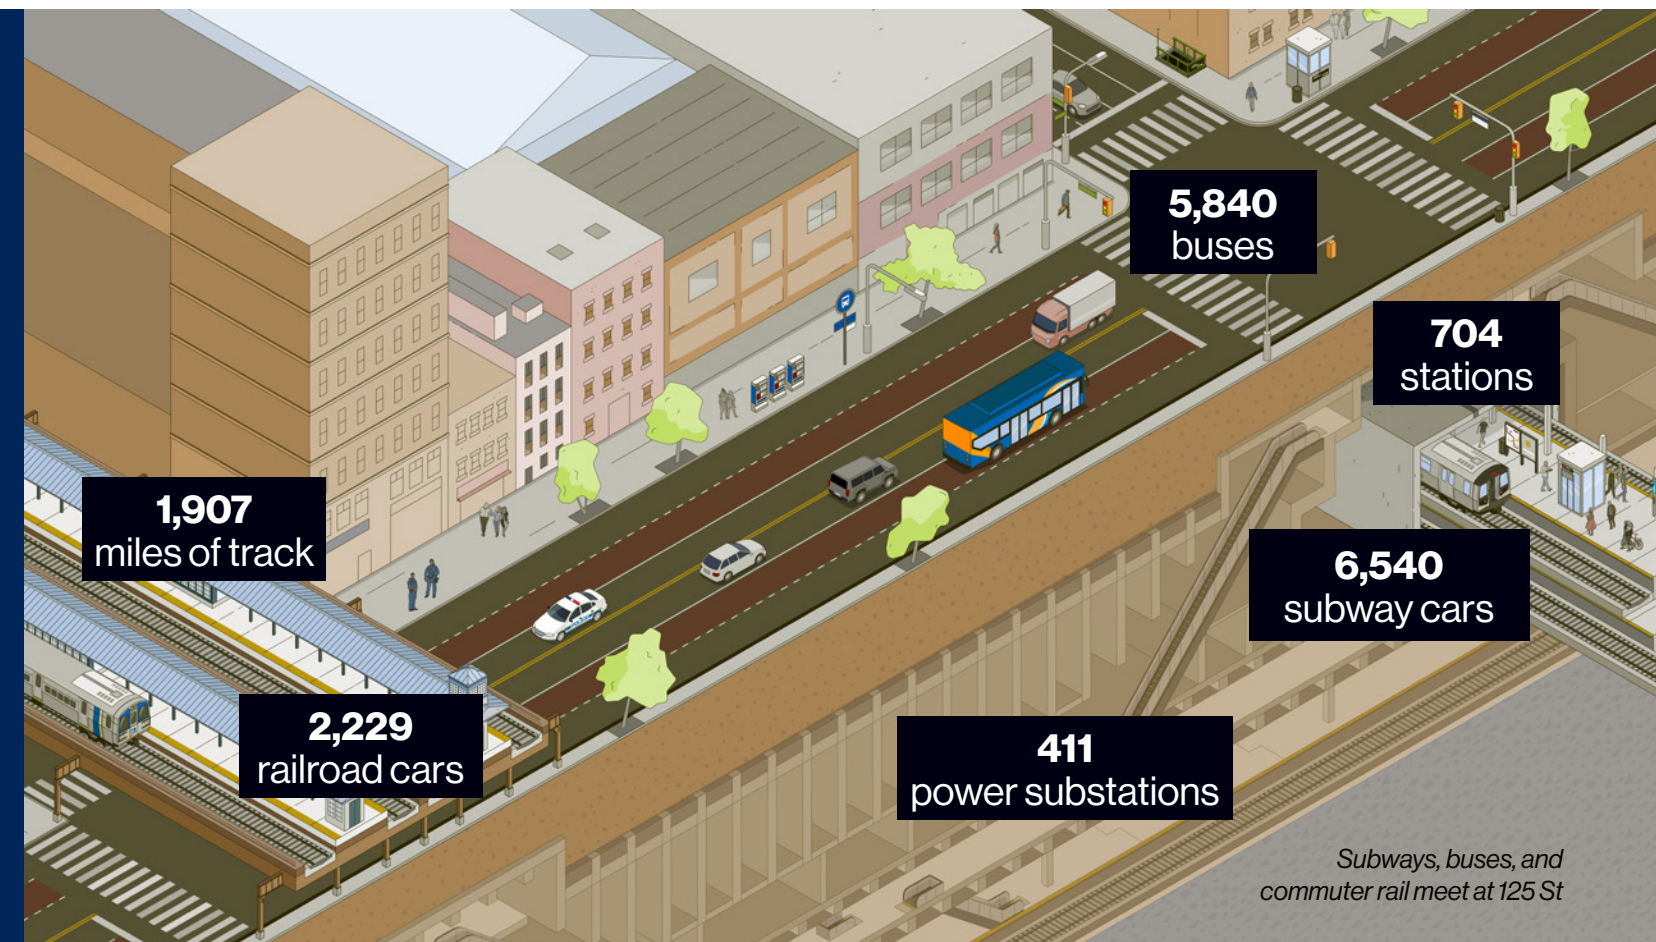 5,840
buses
704
stations
1,907
miles of track
6,540
subway cars
2,229
railroad cars
411
power substations
Subways, buses, and
commuter rail meet at 125 St